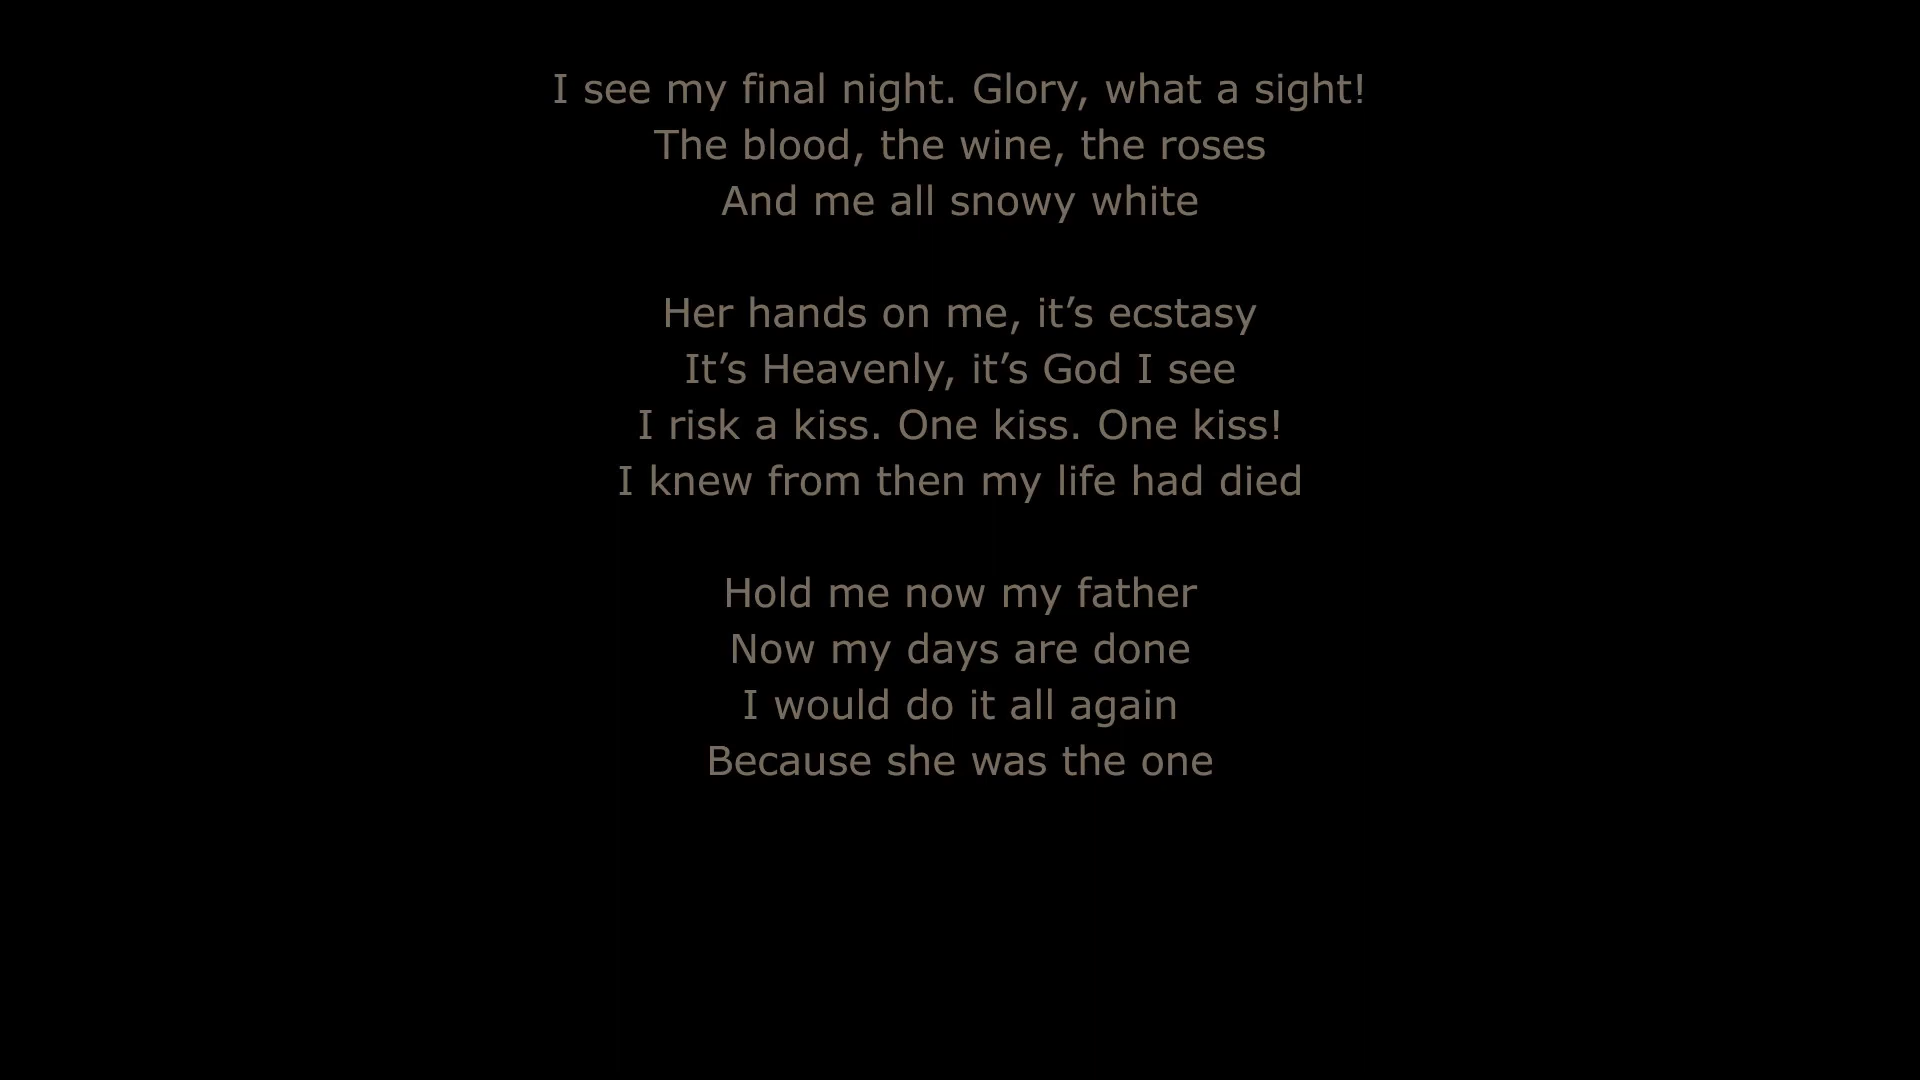 I see my final night. Glory, what a sight!
The blood, the wine, the roses
And me all snowy white
Her hands on me, it’s ecstasy
It’s Heavenly, it’s God I see
I risk a kiss. One kiss. One kiss!
I knew from then my life had died
Hold me now my father
Now my days are done
I would do it all again
Because she was the one